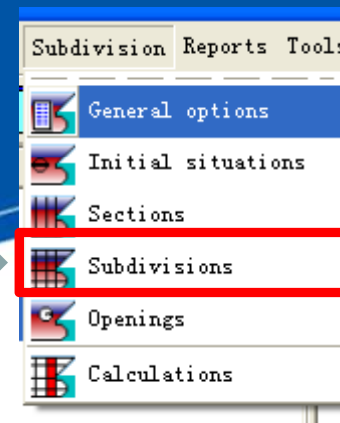 Subdivision Reports Tools
General options
Initial situations
Sections
Subdivisions
Openings
Calculations